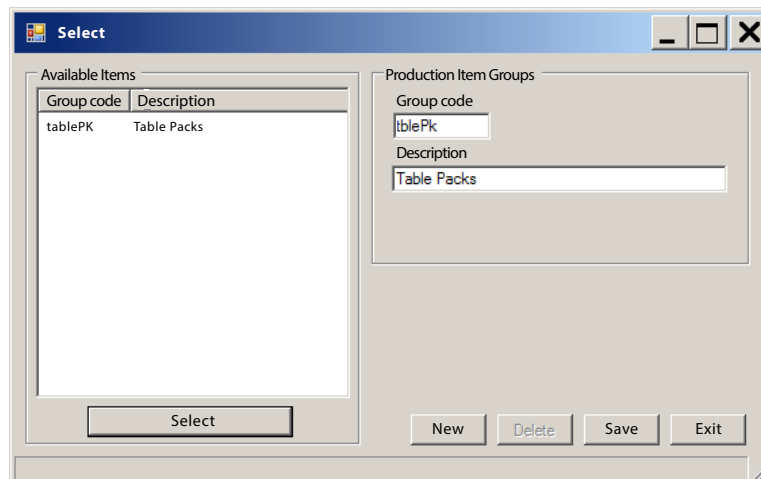 Select
Available Items
Group code Description
tablePK Table Packs
Select
Production Item Groups
Group code
tblePk
Description
Table Packs
New Delete Save Exit